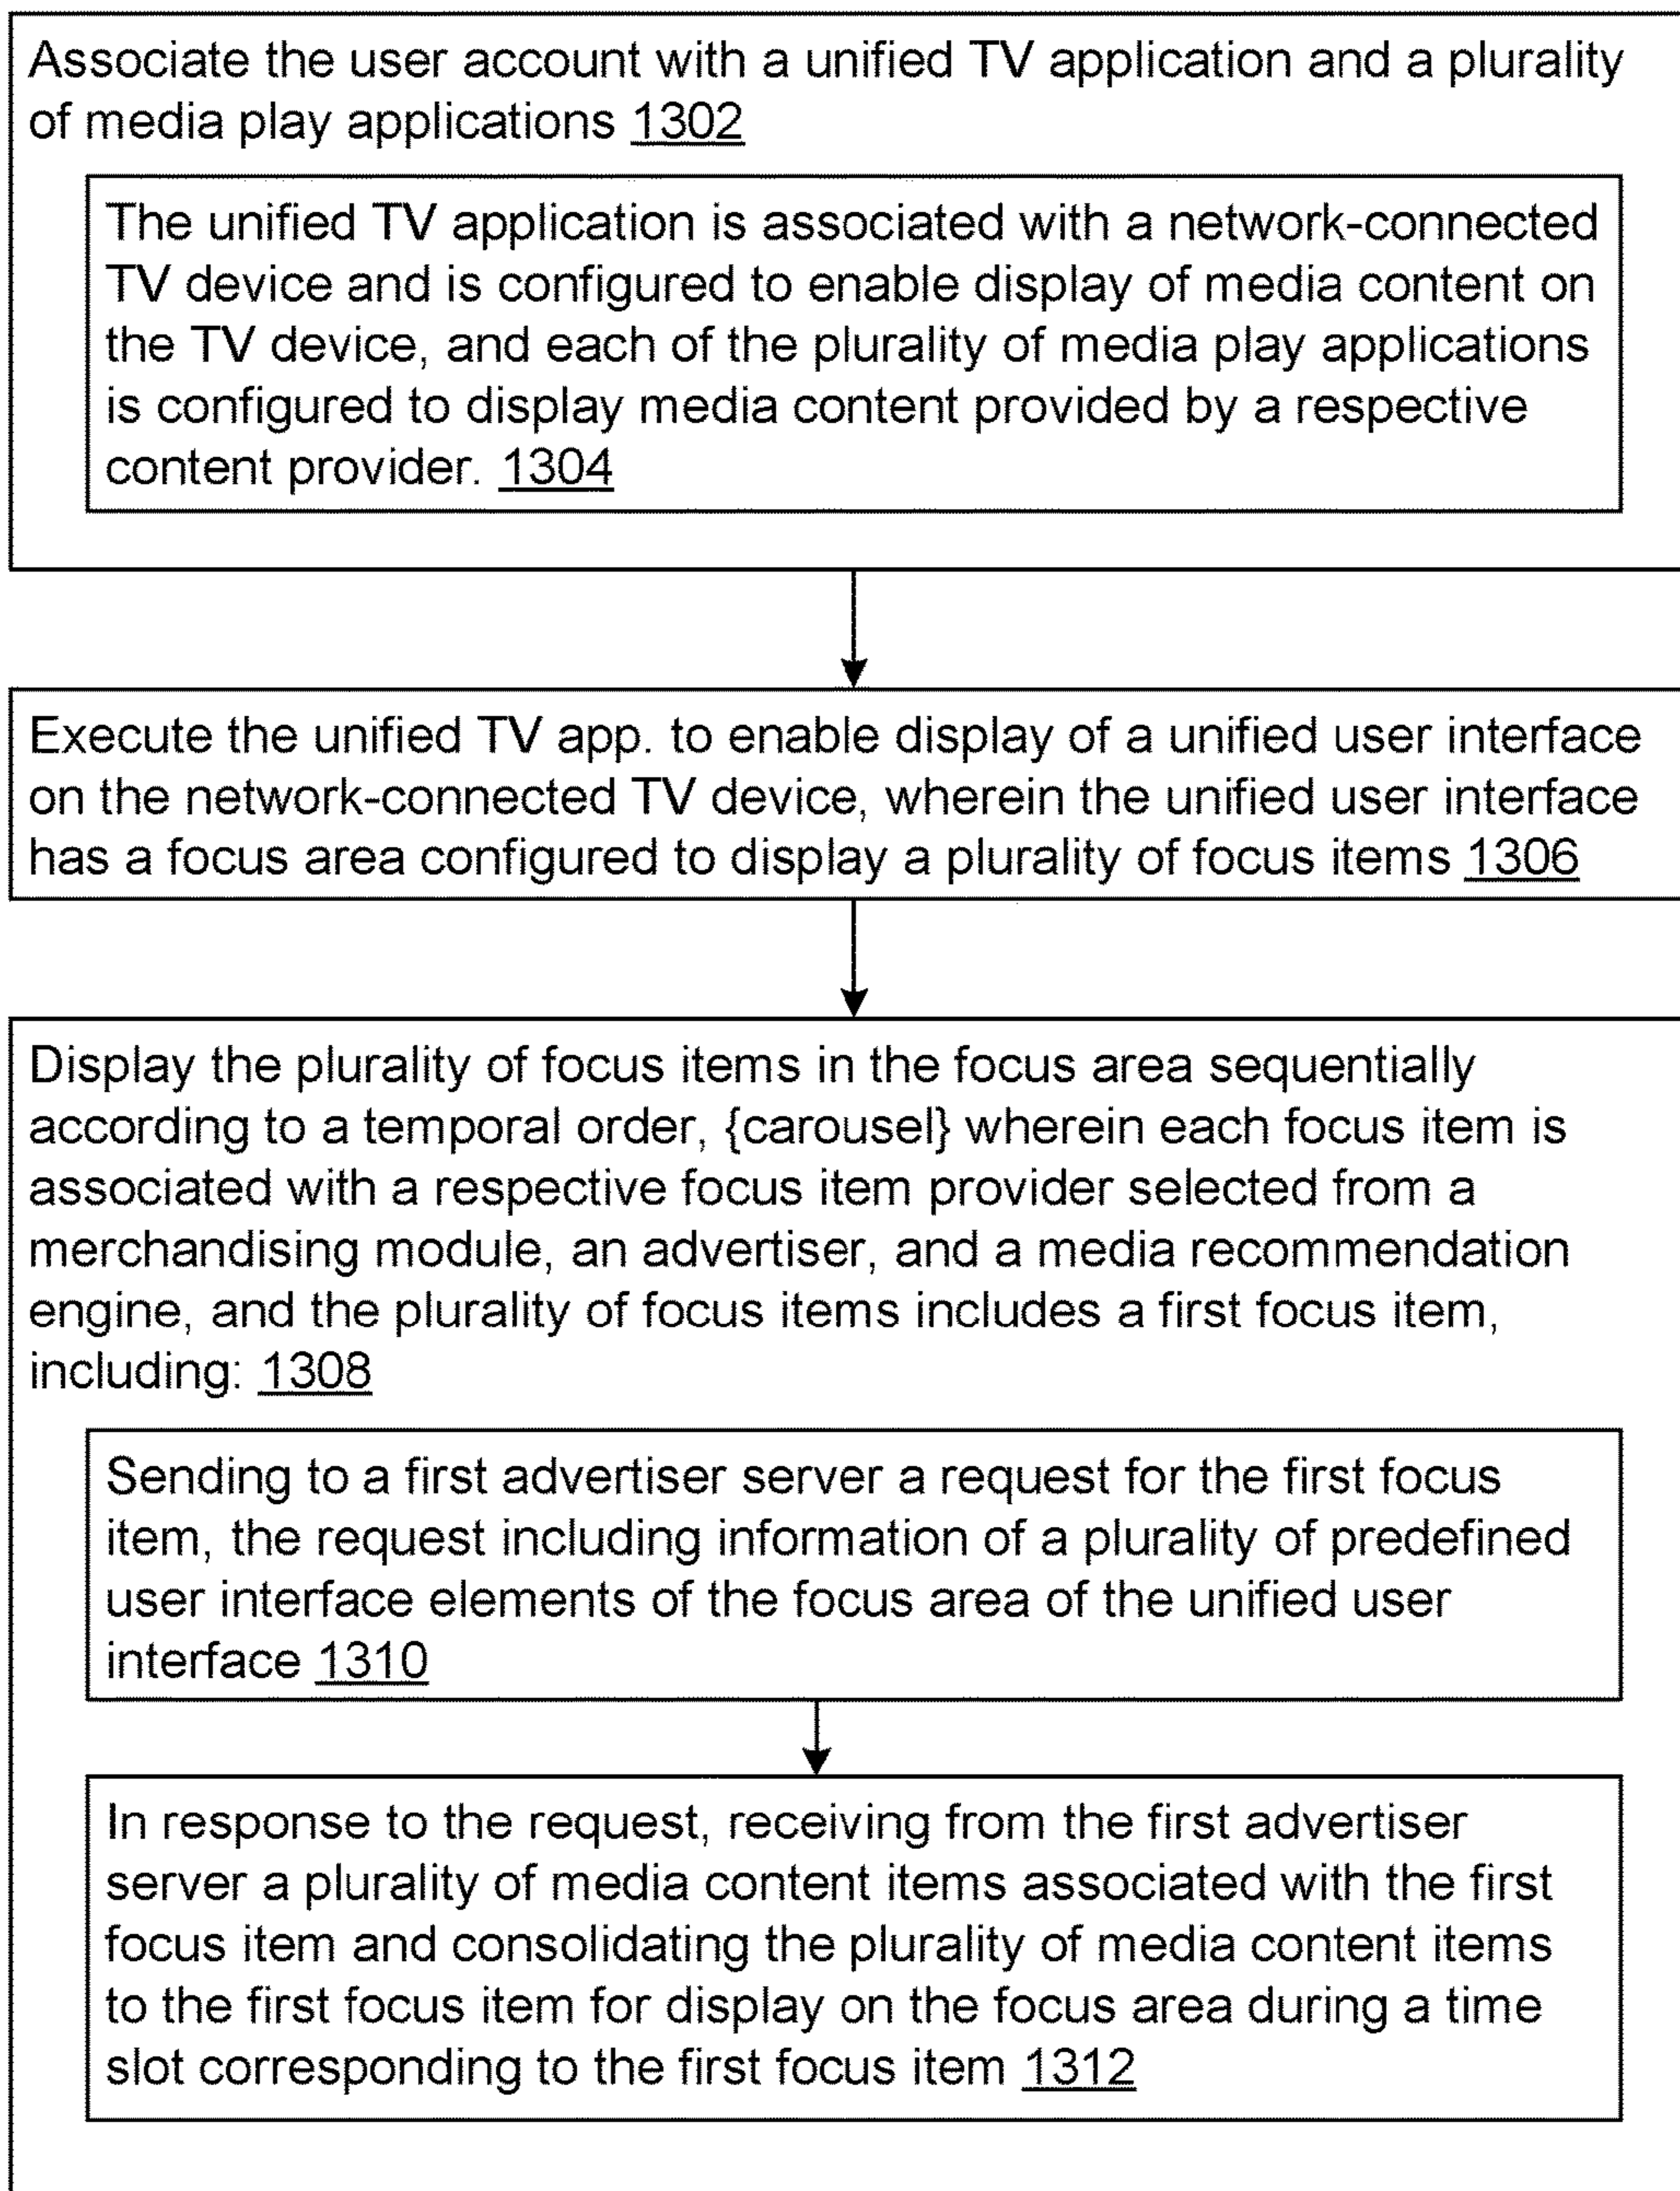 Associate the user account with a unified TV application and a plurality
of media play applications 1302
The unified TV application is associated with a network-connected
TV device and is configured to enable display of media content on
the TV device, and each of the plurality of media play applications
is configured to display media content provided by a respective
content provider. 1304
Execute the unified TV app. to enable display of a unified user interface
on the network-connected TV device, wherein the unified user interface
has a focus area configured to display a plurality of focus items 1306
Display the plurality of focus items in the focus area sequentially
according to a temporal order, {carousel} wherein each focus item is
associated with a respective focus item provider selected from a
merchandising module, an advertiser, and a media recommendation
engine, and the plurality of focus items includes a first focus item,
including: 1308
Sending to a first advertiser server a request for the first focus
item, the request including information of a plurality of predefined
user interface elements of the focus area of the unified user
interface 1310
In response to the request, receiving from the first advertiser
server a plurality of media content items associated with the first
focus item and consolidating the plurality of media content items
to the first focus item for display on the focus area during a time
slot corresponding to the first focus item 1312